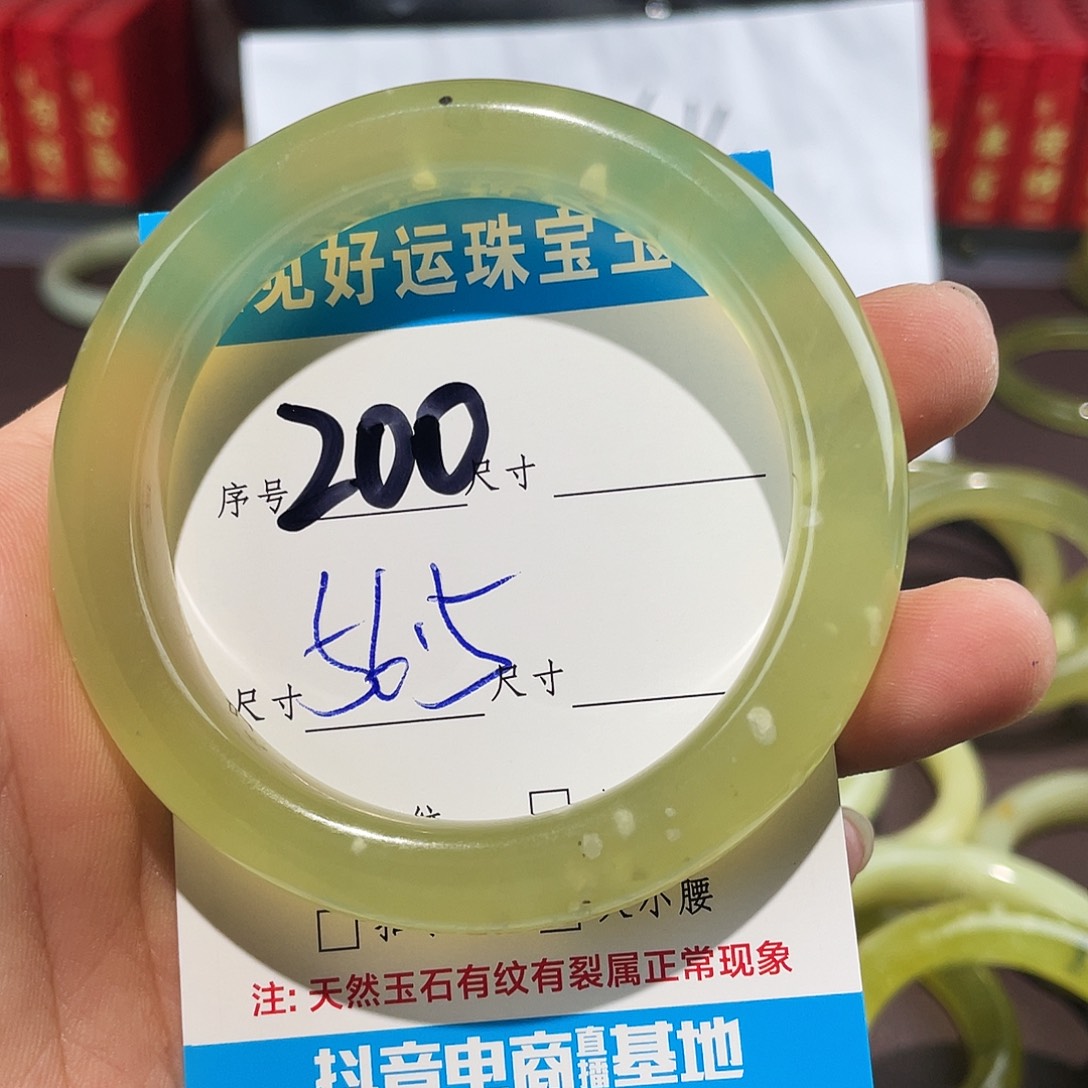 觅好运珠宝玉
序号 200 尺寸
尺寸 56.5 尺寸
小腰
注: 天然玉石有纹有裂属正常现象
抖音电商直播基地